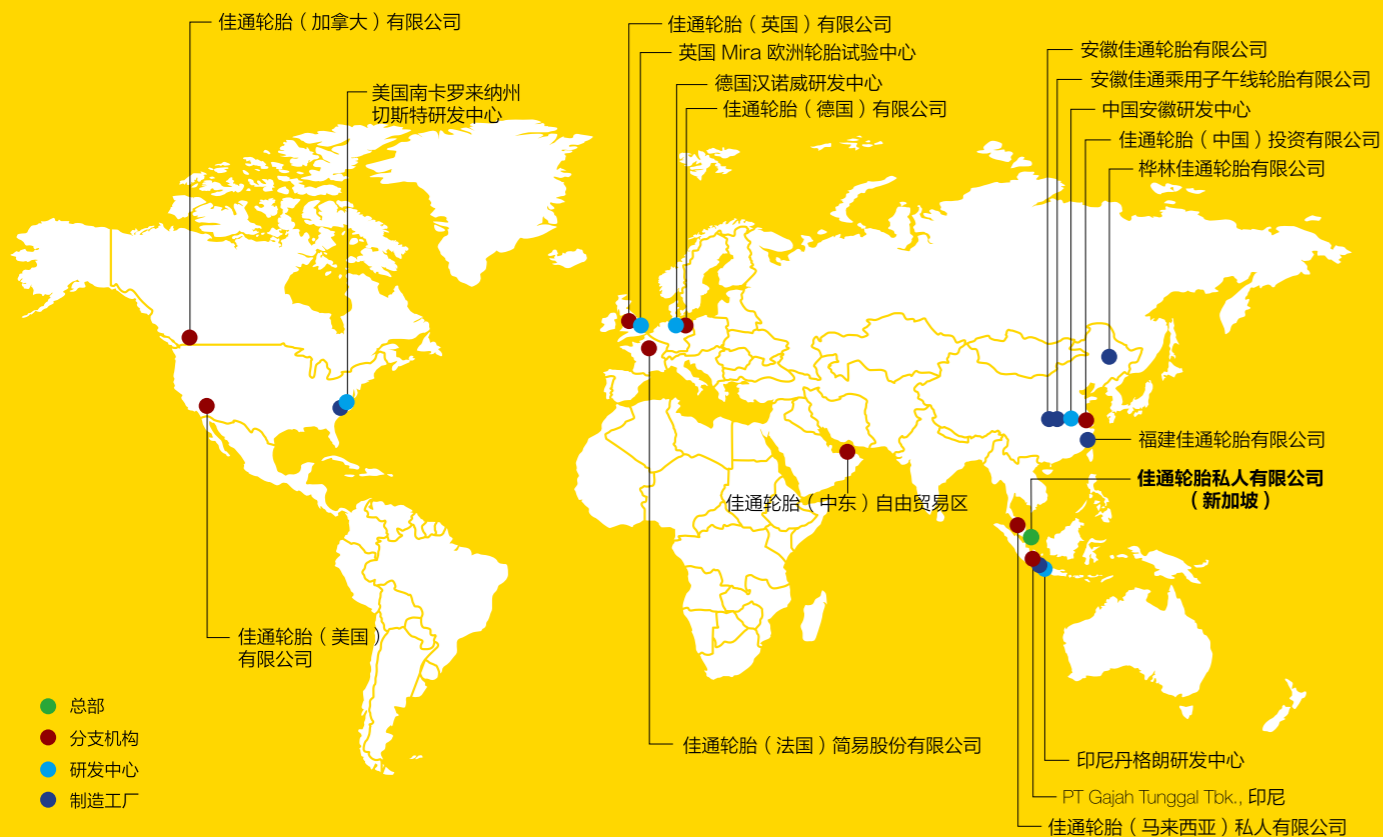 佳通轮胎（加拿大）有限公司
美国南卡罗来纳州
切斯特研发中心
佳通轮胎（英国）有限公司
英国 Mira 欧洲轮胎试验中心
德国汉诺威研发中心
佳通轮胎（德国）有限公司
安徽佳通轮胎有限公司
安徽佳通乘用子午线轮胎有限公司
中国安徽研发中心
佳通轮胎（中国）投资有限公司
桦林佳通轮胎有限公司
福建佳通轮胎有限公司
佳通轮胎私人有限公司
（新加坡）
佳通轮胎（中东）自由贸易区
佳通轮胎（美国）
有限公司
佳通轮胎（法国）简易股份有限公司
印尼丹格朗研发中心
PT Gajah Tunggal Tbk., 印尼
佳通轮胎（马来西亚）私人有限公司
总部
分支机构
研发中心
制造工厂